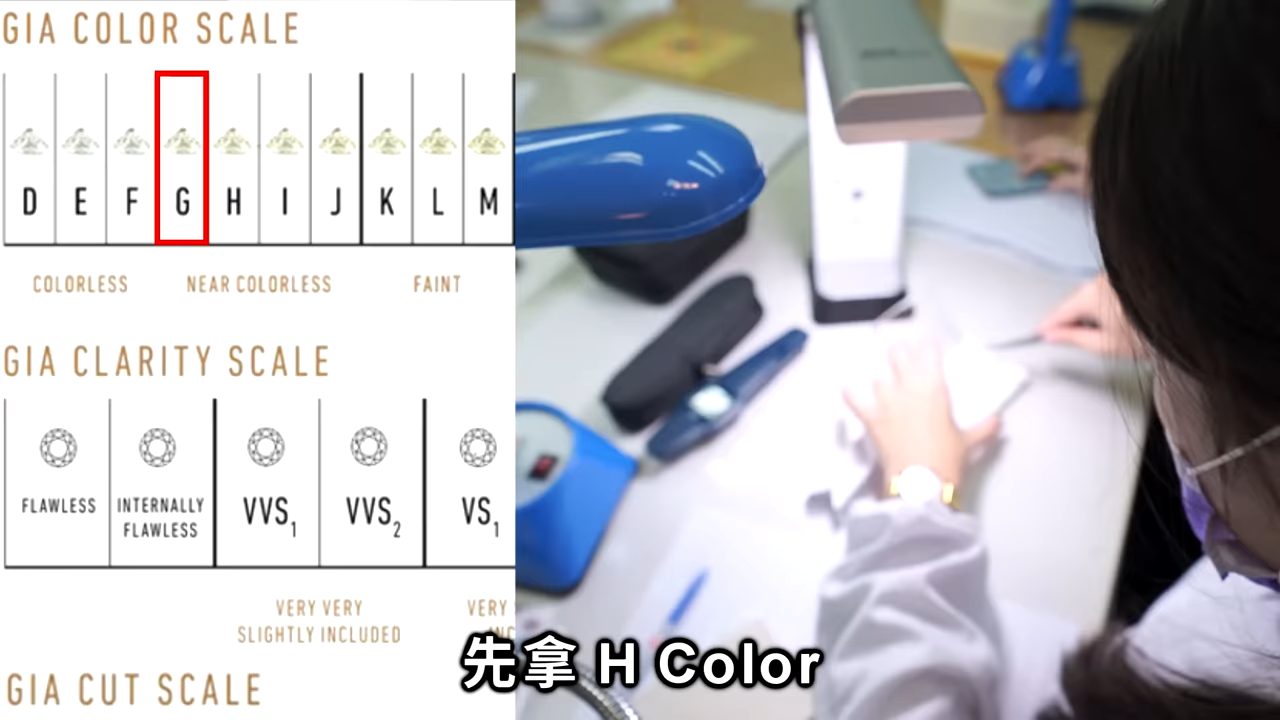 GIA COLOR SCALE
D E F G H I J K L M
COLORLESS NEAR COLORLESS FAINT
GIA CLARITY SCALE
FLAWLESS INTERNALLY FLAWLESS VVS1 VVS2 VS1
VERY VERY SLIGHTLY INCLUDED VERY
GIA CUT SCALE
先拿 H Color